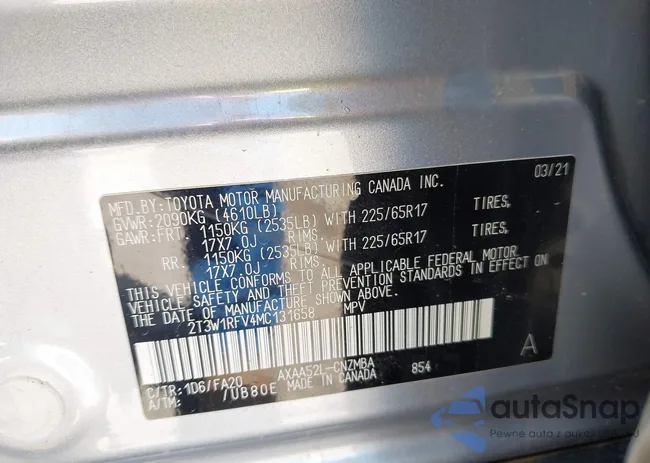 MFD.BY:TOYOTA MOTOR MANUFACTURING CANADA INC. 03/21
GVWR: 2090KG (4610LB)
GAWR:FRT. 1150KG (2535LB) WITH 225/65R17 TIRES,
17X7.0J RIMS
RR. 1150KG (2535LB) WITH 225/65R17 TIRES,
17X7.0J RIMS
THIS VEHICLE CONFORMS TO ALL APPLICABLE FEDERAL MOTOR
VEHICLE SAFETY AND THEFT PREVENTION STANDARDS IN EFFECT ON
THE DATE OF MANUFACTURE SHOWN ABOVE.
2T3W1RFV4MC131658 MPV
A
C/TR:1D6/FA20 AXAA52L-CNZMBA 854
A/TM: /UB80E MADE IN CANADA
autaSnap
Pewne auta z aukcji